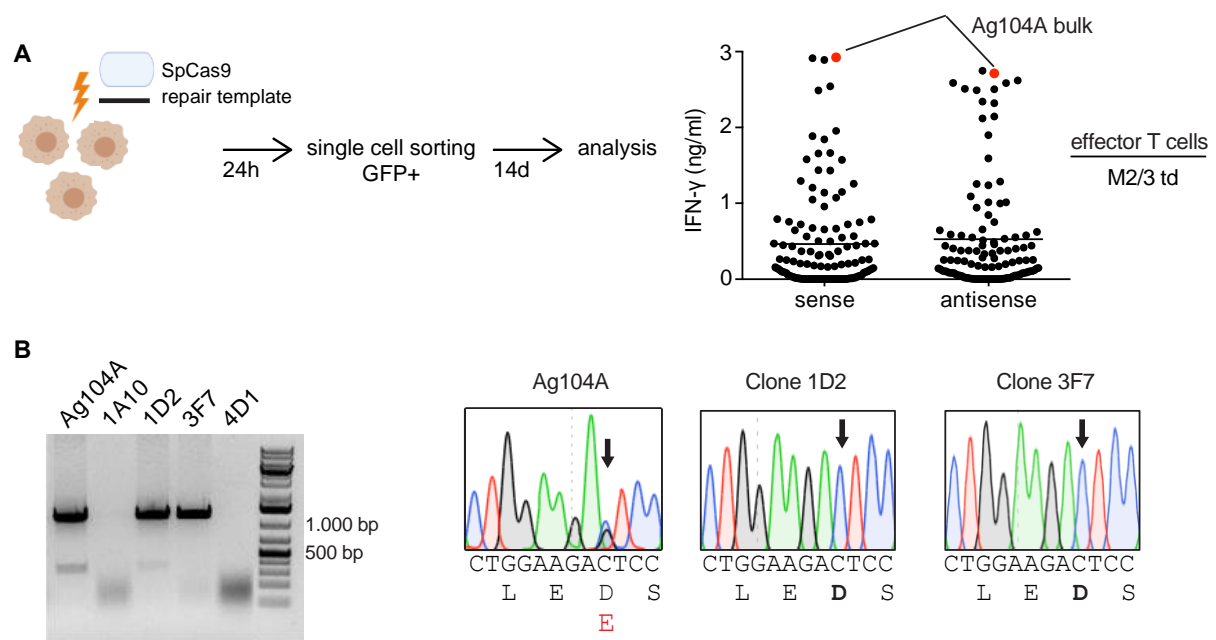 A
SpCas9
repair template
24h
single cell sorting
GFP+
14d
analysis
Ag104A bulk
IFN-γ (ng/ml)
3
2
1
0
sense
antisense
effector T cells
M2/3 td
B
Ag104A
1A10
1D2
3F7
4D1
1.000 bp
500 bp
Ag104A
CTGGAAGACTCC
L E D S
E
Clone 1D2
CTGGAAGACTCC
L E D S
Clone 3F7
CTGGAAGACTCC
L E D S